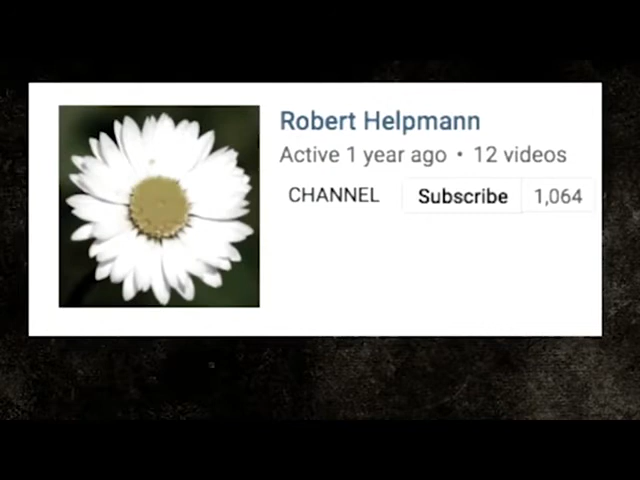 Robert Helpmann
Active 1 year ago • 12 videos
CHANNEL Subscribe 1,064